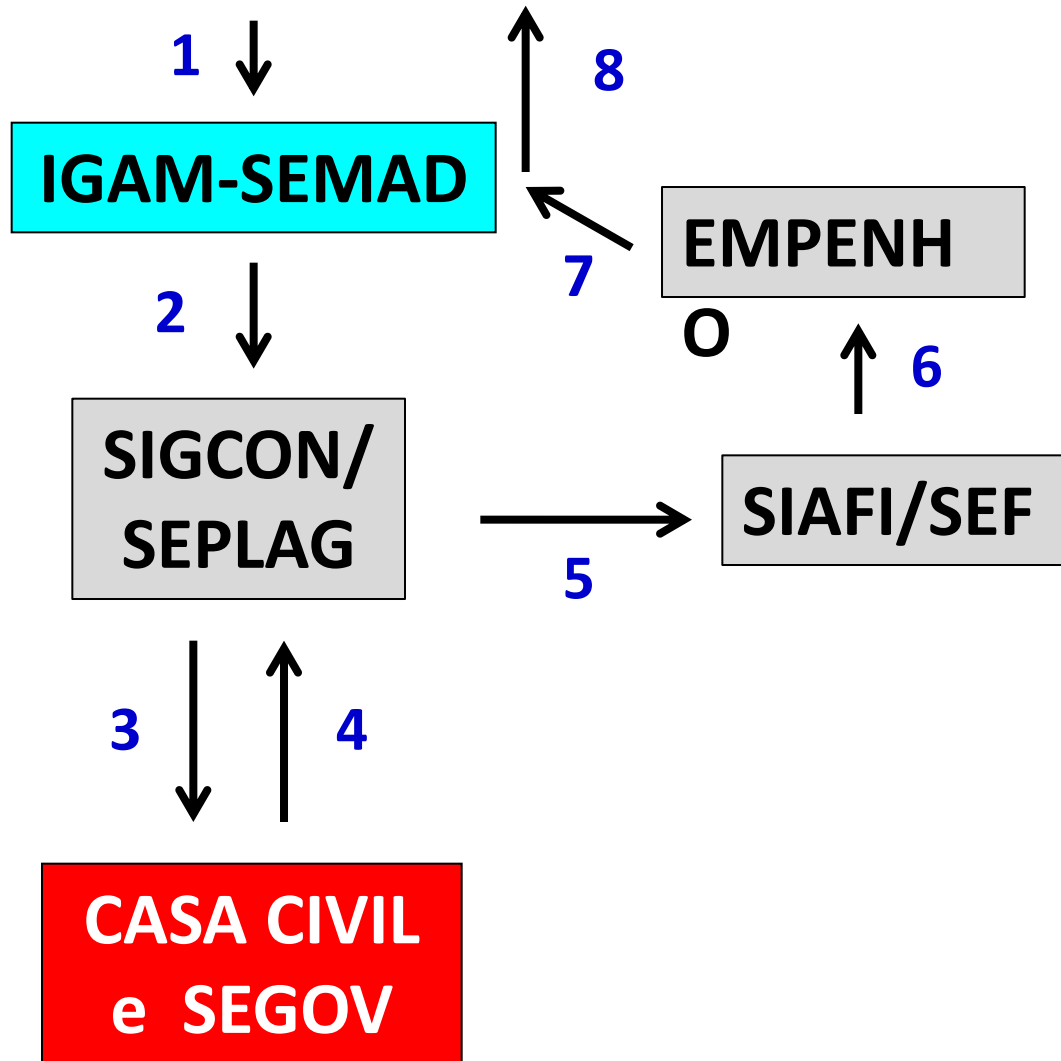 1
8
IGAM-SEMAD
EMPENH
O
7
2
6
SIGCON/
SEPLAG
SIAFI/SEF
5
3
4
CASA CIVIL
e SEGOV